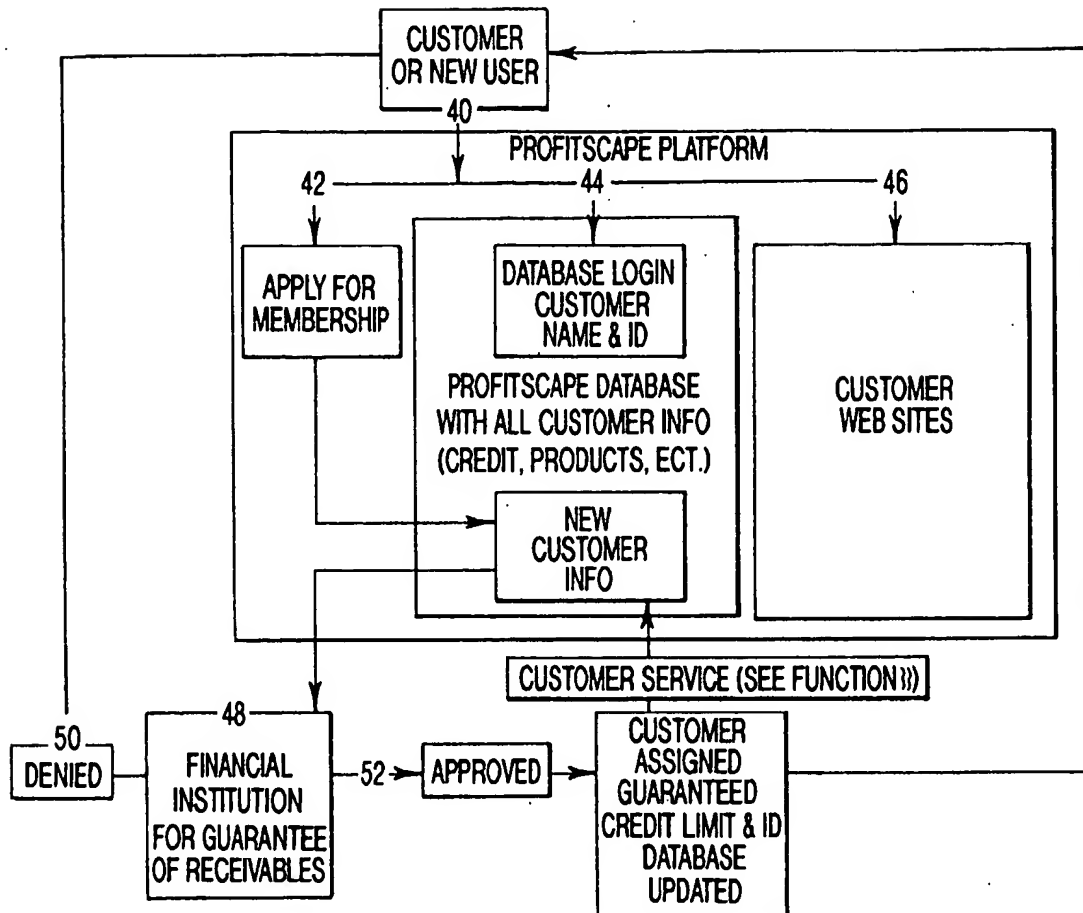 CUSTOMER
OR NEW USER
40
PROFITSCAPE PLATFORM
42
44
46
APPLY FOR
MEMBERSHIP
DATABASE LOGIN
CUSTOMER
NAME & ID
PROFITSCAPE DATABASE
WITH ALL CUSTOMER INFO
(CREDIT, PRODUCTS, ECT.)
NEW
CUSTOMER
INFO
CUSTOMER
WEB SITES
CUSTOMER SERVICE (SEE FUNCTION
50
DENIED
48
FINANCIAL
INSTITUTION
FOR GUARANTEE
OF RECEIVABLES
52
APPROVED
CUSTOMER
ASSIGNED
GUARANTEED
CREDIT LIMIT & ID
DATABASE
UPDATED